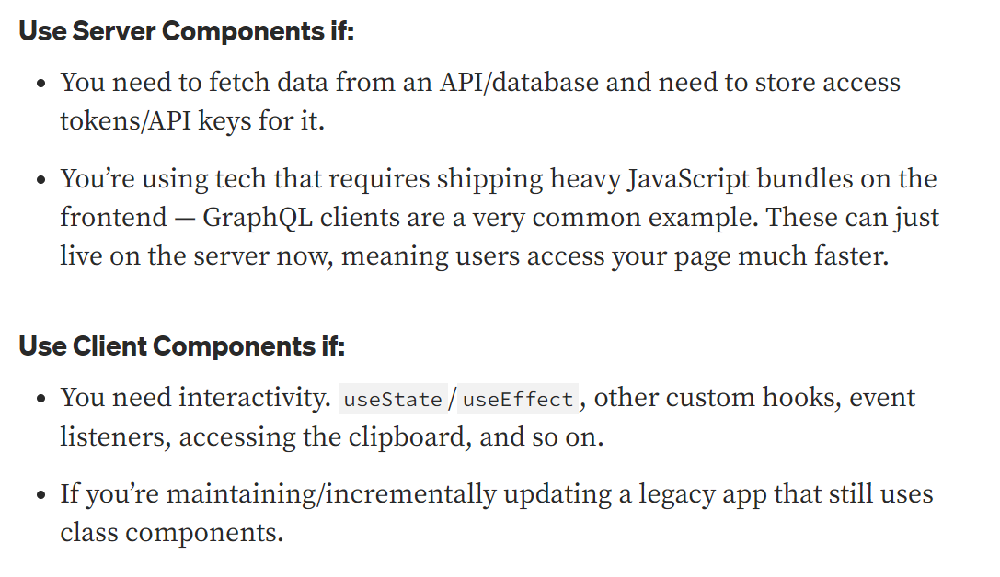 Use Server Components if:
• You need to fetch data from an API/database and need to store access
tokens/API keys for it.
• You’re using tech that requires shipping heavy JavaScript bundles on the
frontend — GraphQL clients are a very common example. These can just
live on the server now, meaning users access your page much faster.
Use Client Components if:
• You need interactivity. useState/useEffect, other custom hooks, event
listeners, accessing the clipboard, and so on.
• If you’re maintaining/incrementally updating a legacy app that still uses
class components.